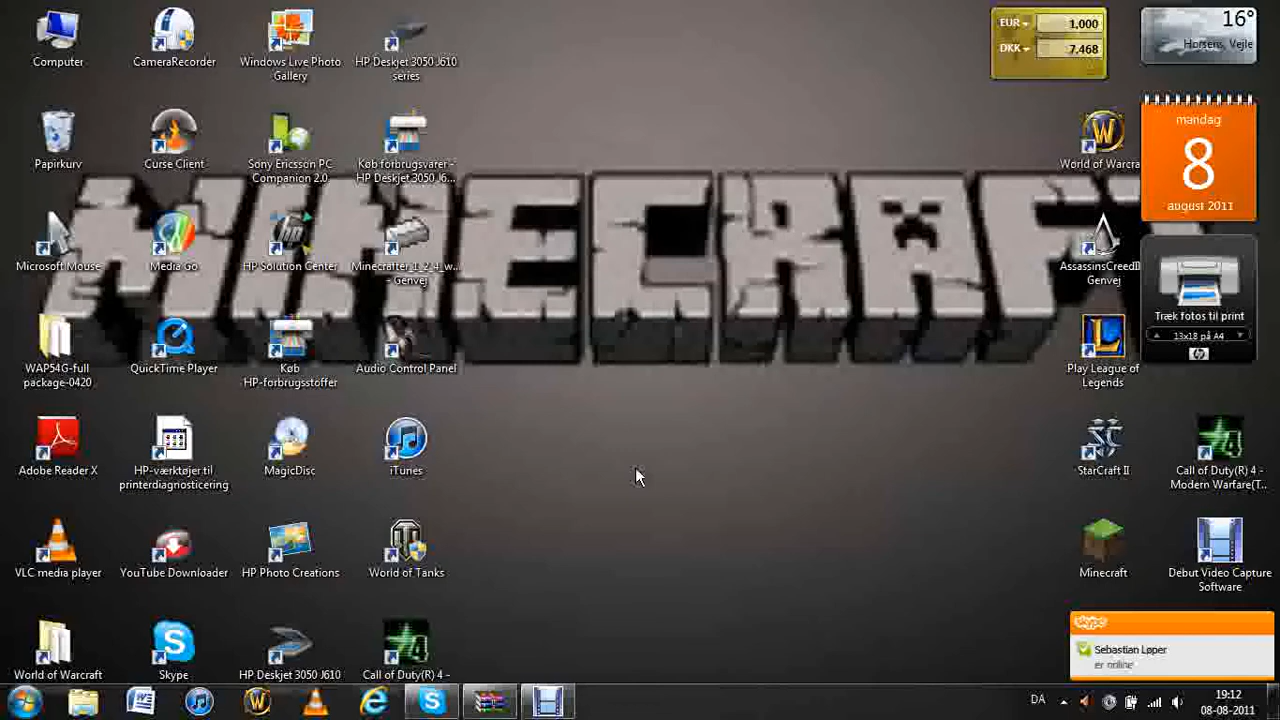 Computer
CameraRecorder
Windows Live Photo
Gallery
HP Deskjet 3050 J610
series
EUR
1,000
DKK
7,468
16°
Horsens, Vejle
Papirkurv
Curse Client
Sony Ericsson PC
Companion 2.0
Køb forbrugsvarer -
HP Deskjet 3050 J6...
World of Warcra
mandag
8
august 2011
MINECRAFT
Microsoft Mouse
Media Go
HP Solution Center
Minecrafter_1_2_4_w...
- Genvej
AssassinsCreedII
Genvej
Træk fotos til print
13x18 på A4
WAP54G-full
package-0420
QuickTime Player
Køb
HP-forbrugsstoffer
Audio Control Panel
Play League of
Legends
Adobe Reader X
HP-værktøjer til
printerdiagnosticering
MagicDisc
iTunes
StarCraft II
Call of Duty(R) 4 -
Modern Warfare(T...
VLC media player
YouTube Downloader
HP Photo Creations
World of Tanks
Minecraft
Debut Video Capture
Software
World of Warcraft
Skype
HP Deskjet 3050 J610
Call of Duty(R) 4 -
skype
Sebastian Løper
er online
DA
19:12
08-08-2011